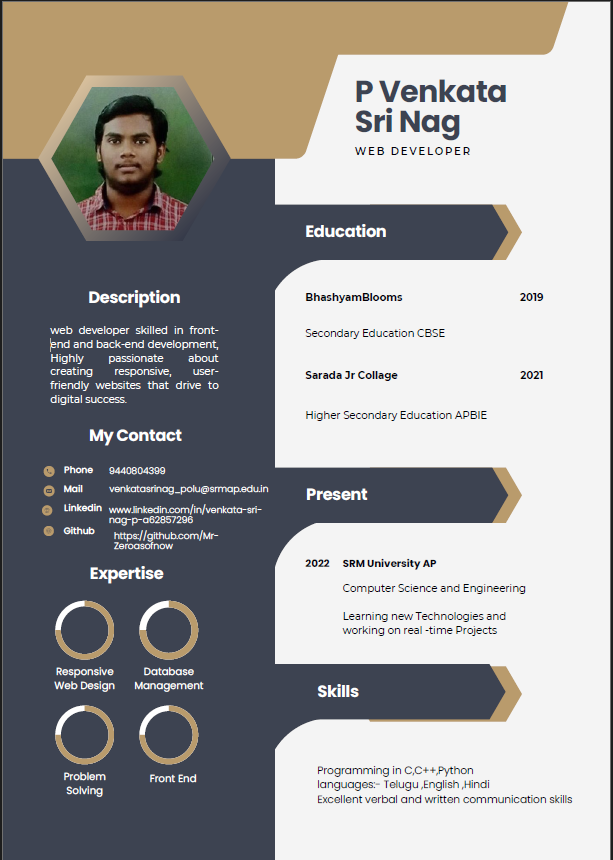 P Venkata
Sri Nag
WEB DEVELOPER
Description
web developer skilled in front-
end and back-end development,
Highly passionate about
creating responsive, user-
friendly websites that drive to
digital success.
My Contact
Phone 9440804399
Mail venkatasrinag_polu@srmap.edu.in
Linkedin www.linkedin.com/in/venkata-sri-
nag-p-a62857296
Github https://github.com/Mr-
Zeroasofnow
Expertise
Responsive
Web Design
Database
Management
Problem
Solving
Front End
Education
BhashyamBlooms 2019
Secondary Education CBSE
Sarada Jr Collage 2021
Higher Secondary Education APBIE
Present
2022 SRM University AP
Computer Science and Engineering
Learning new Technologies and
working on real -time Projects
Skills
Programming in C,C++,Python
languages:- Telugu ,English ,Hindi
Excellent verbal and written communication skills